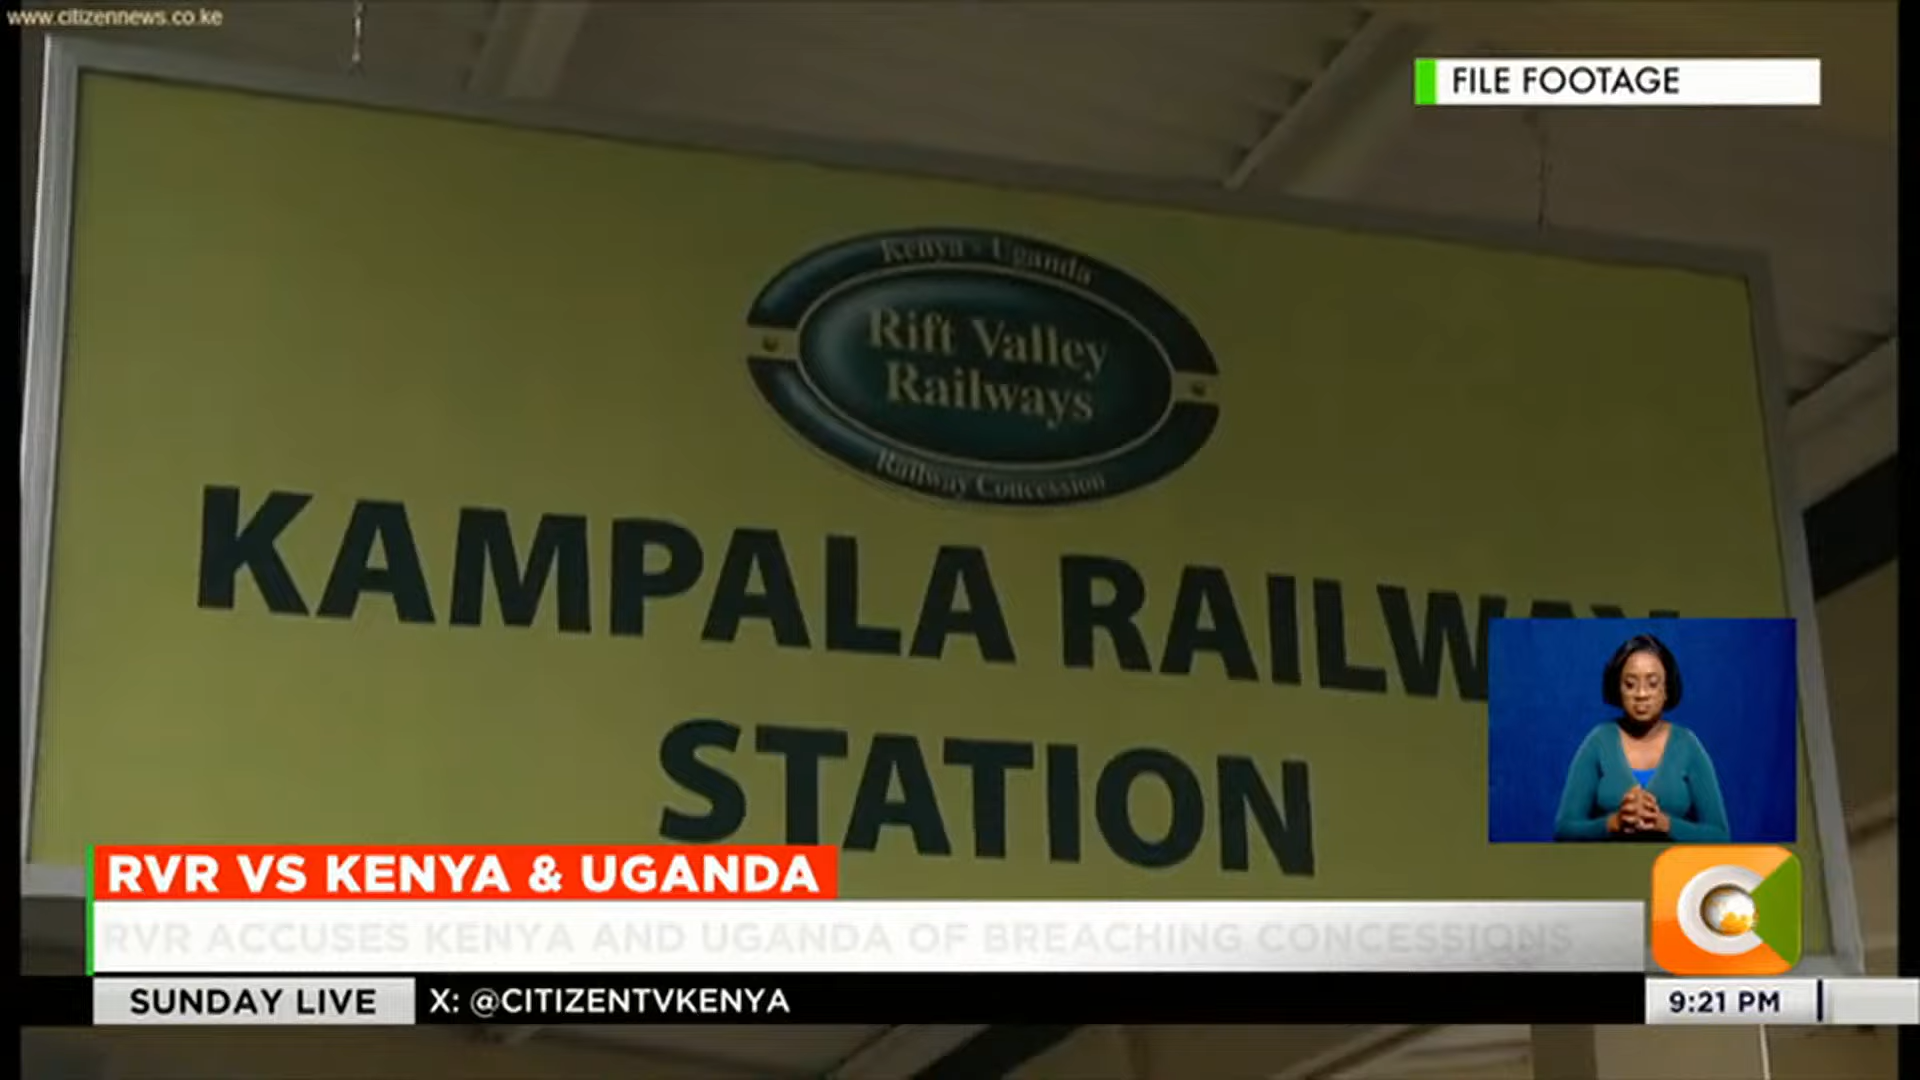 www.citizennews.co.ke
FILE FOOTAGE
Kenya - Uganda
Rift Valley
Railways
Railway Concession
KAMPALA RAILWAY
STATION
RVR VS KENYA & UGANDA
RVR ACCUSES KENYA AND UGANDA OF BREACHING CONCESSIONS
SUNDAY LIVE
X: @CITIZENTVKENYA
9:21 PM